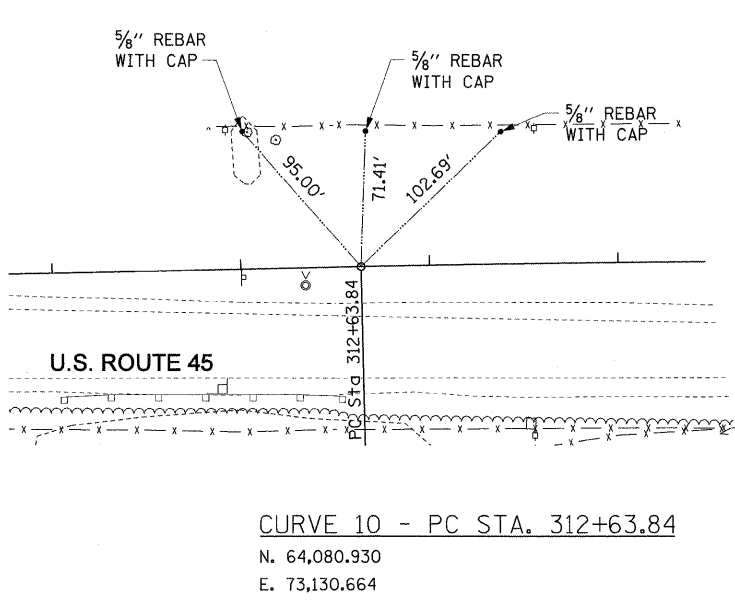 5/8" REBAR
WITH CAP
5/8" REBAR
WITH CAP
5/8" REBAR
WITH CAP
95.00'
71.41'
102.69'
PC Sta 312+63.84
U.S. ROUTE 45
CURVE 10 - PC STA. 312+63.84
N. 64,080.930
E. 73,130.664